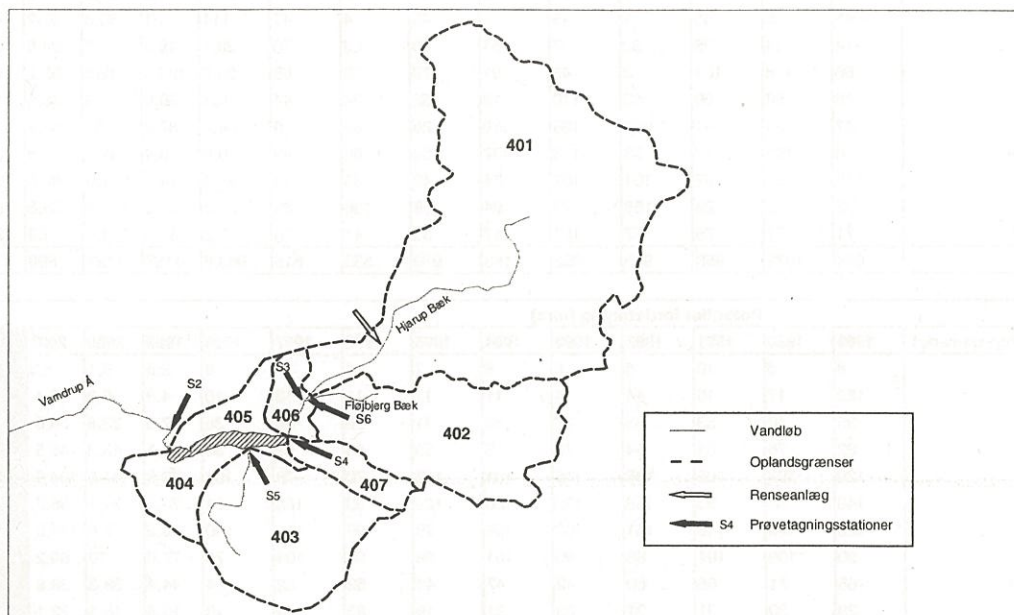 401
Hjarup Bæk
S3
Vamdrup Å
S2
Fløjbjerg Bæk
405
406
S6
402
S4
404
407
S5
403
Vandløb
Oplandsgrænser
Renseanlæg
S4 Prøvetagningsstationer